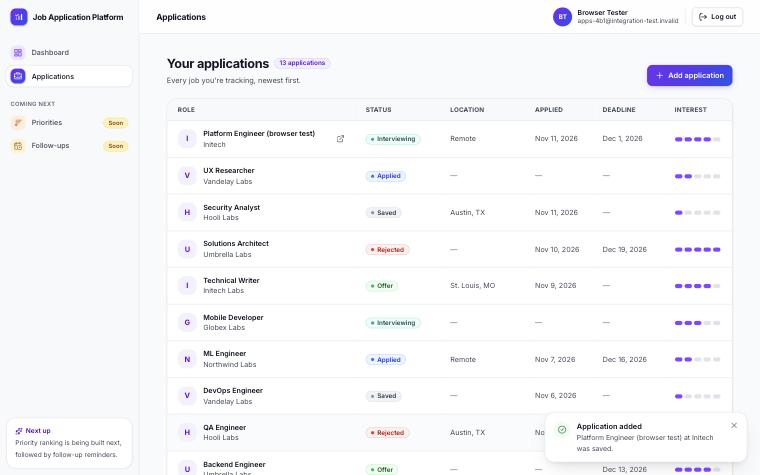 Job Application Platform
Applications
BT
Browser Tester
apps-4bf@integration-test.invalid
Log out
Dashboard
Applications
COMING NEXT
Priorities Soon
Follow-ups Soon
Your applications 13 applications
Every job you're tracking, newest first.
Add application
ROLE STATUS LOCATION APPLIED DEADLINE INTEREST
I Platform Engineer (browser test) Interviewing Remote Nov 11, 2026 Dec 1, 2026
Initech
V UX Researcher Applied — — —
Vandelay Labs
H Security Analyst Saved Austin, TX Nov 11, 2026 —
Hooli Labs
U Solutions Architect Rejected — Nov 10, 2026 Dec 19, 2026
Umbrella Labs
I Technical Writer Offer St. Louis, MO Nov 9, 2026 —
Initech Labs
G Mobile Developer Interviewing — — —
Globex Labs
N ML Engineer Applied Remote Nov 7, 2026 Dec 16, 2026
Northwind Labs
V DevOps Engineer Saved — Nov 6, 2026 —
Vandelay Labs
H QA Engineer Rejected Austin, TX
Hooli Labs
U Backend Engineer Offer — — Dec 13, 2026
Umbrella Labs
Next up
Priority ranking is being built next,
followed by follow-up reminders.
Application added
Platform Engineer (browser test) at Initech
was saved.